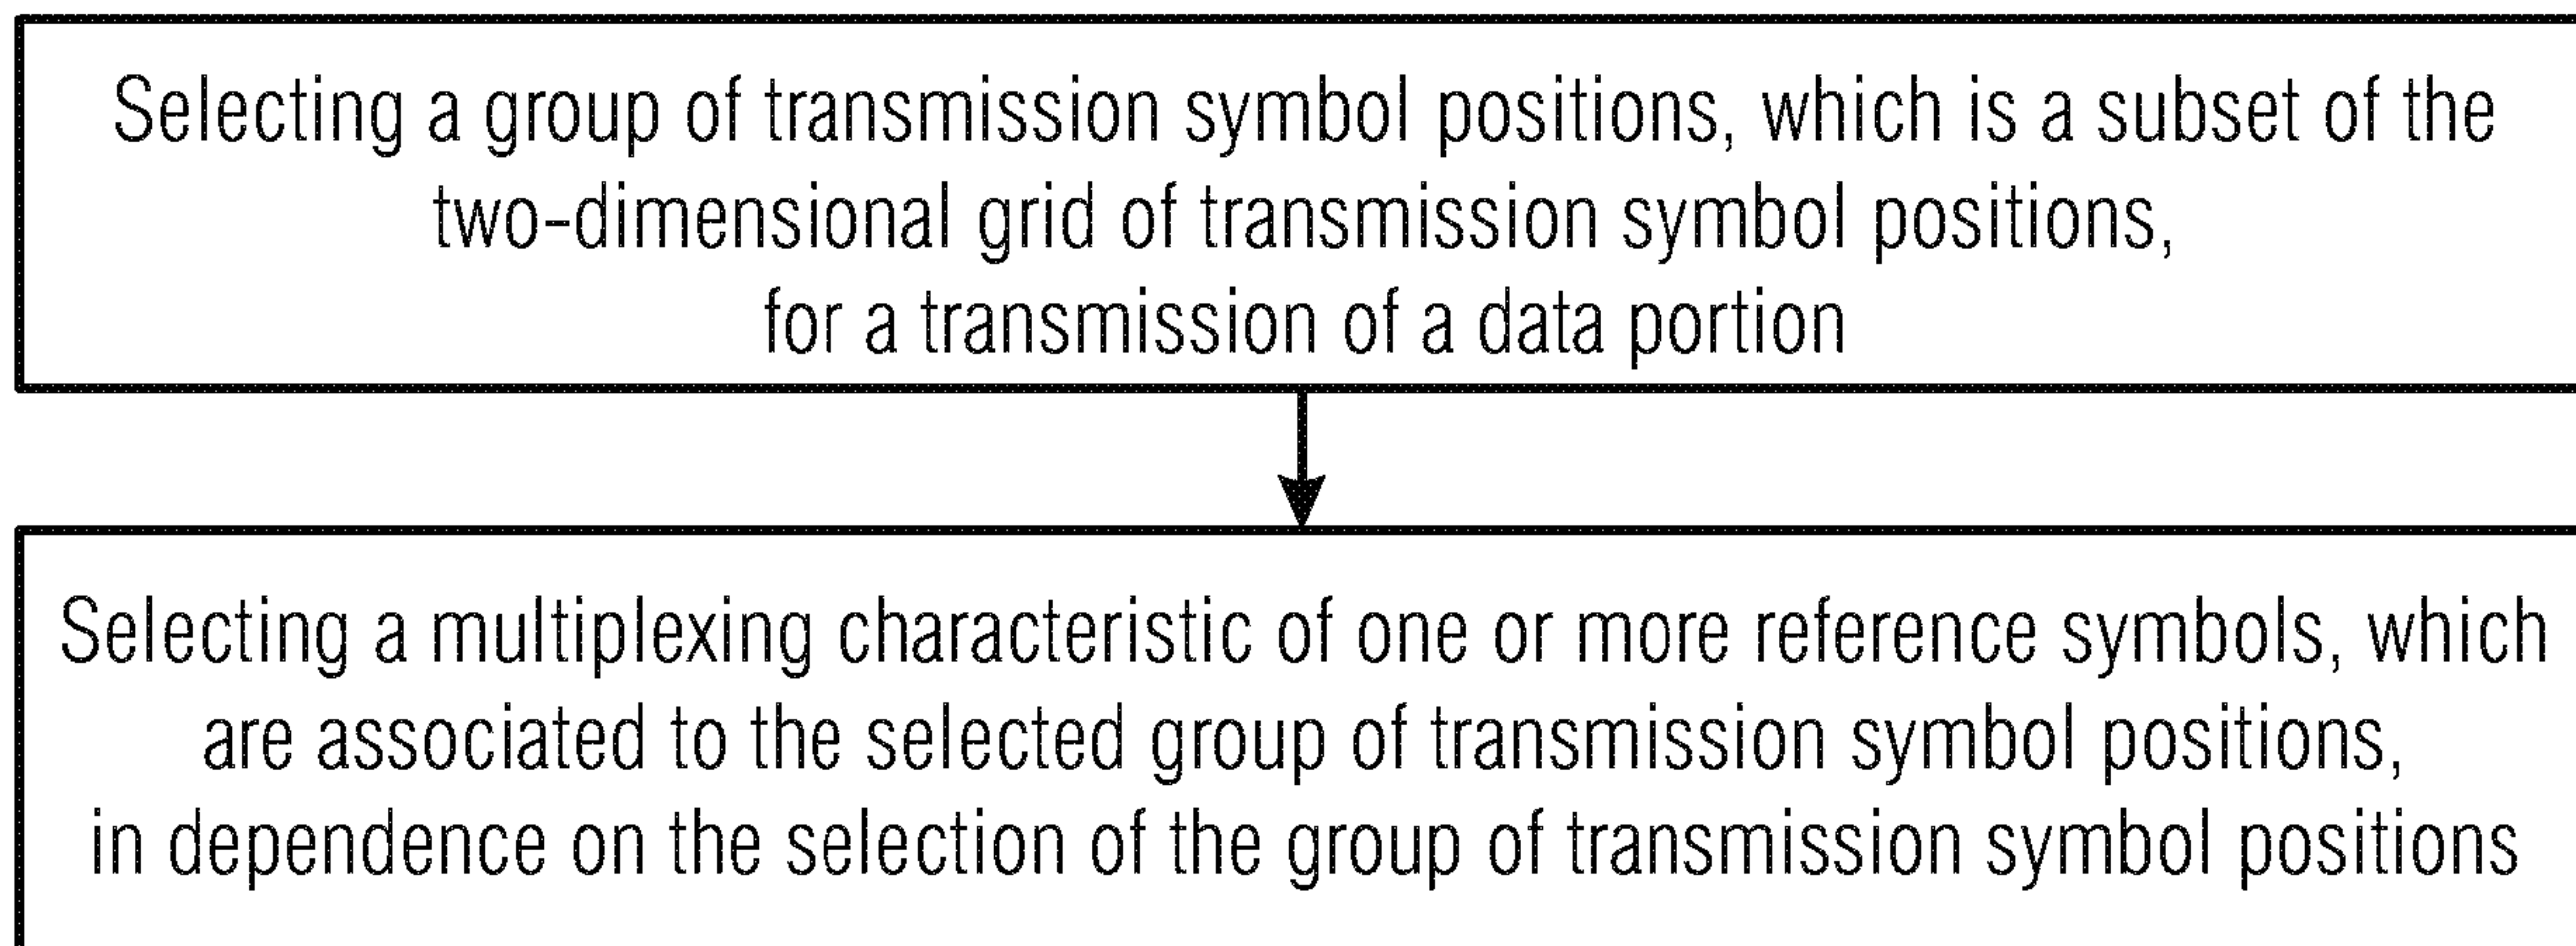 Selecting a group of transmission symbol positions, which is a subset of the
two-dimensional grid of transmission symbol positions,
for a transmission of a data portion
Selecting a multiplexing characteristic of one or more reference symbols, which
are associated to the selected group of transmission symbol positions,
in dependence on the selection of the group of transmission symbol positions